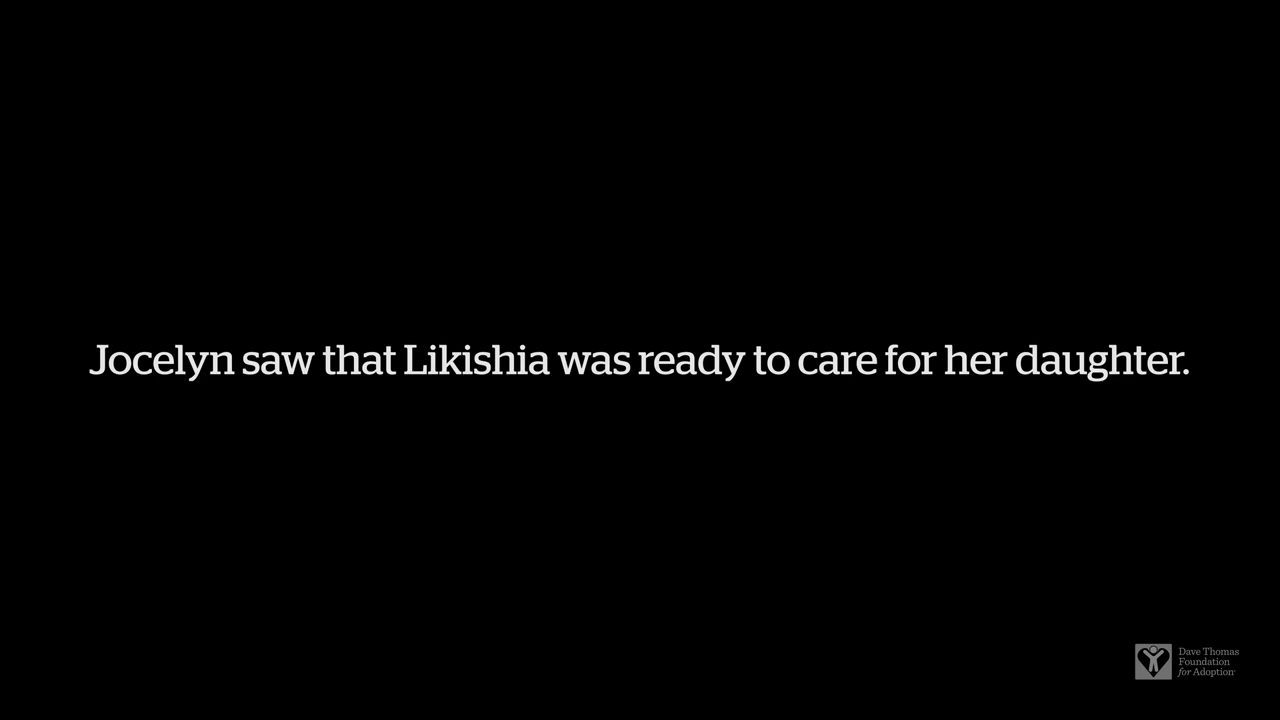 Jocelyn saw that Likishia was ready to care for her daughter.
Dave Thomas
Foundation
for Adoption